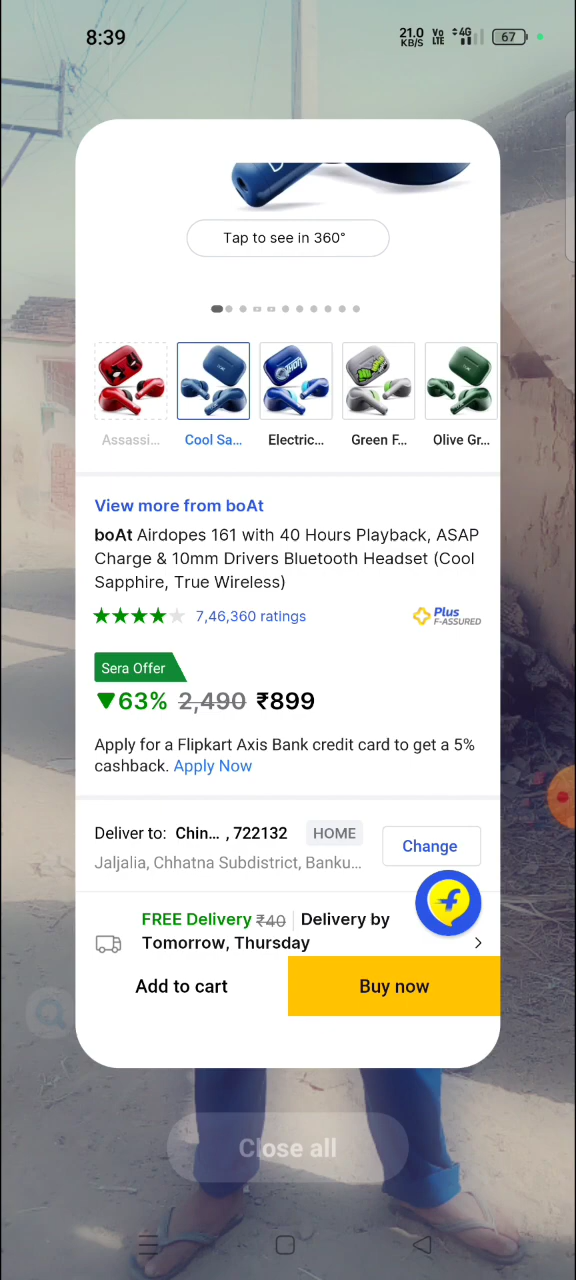 8:39
21.0 KB/S Vo LTE 4G 67
Tap to see in 360°
Assassi... Cool Sa... Electric... Green F... Olive Gr...
View more from boAt
boAt Airdopes 161 with 40 Hours Playback, ASAP
Charge & 10mm Drivers Bluetooth Headset (Cool
Sapphire, True Wireless)
7,46,360 ratings
Plus
F-ASSURED
Sera Offer
63% 2,490 ₹899
Apply for a Flipkart Axis Bank credit card to get a 5%
cashback. Apply Now
Deliver to: Chin... , 722132 HOME
Change
Jaljalia, Chhatna Subdistrict, Banku...
FREE Delivery ₹40 Delivery by
Tomorrow, Thursday
Add to cart Buy now
Close all